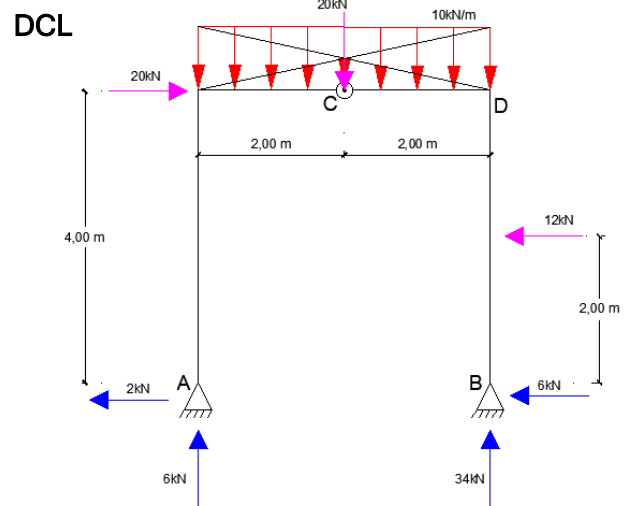 DCL
20kN
10kN/m
20kN
C
D
2,00 m
2,00 m
4,00 m
12kN
2,00 m
A
B
2kN
6kN
6kN
34kN